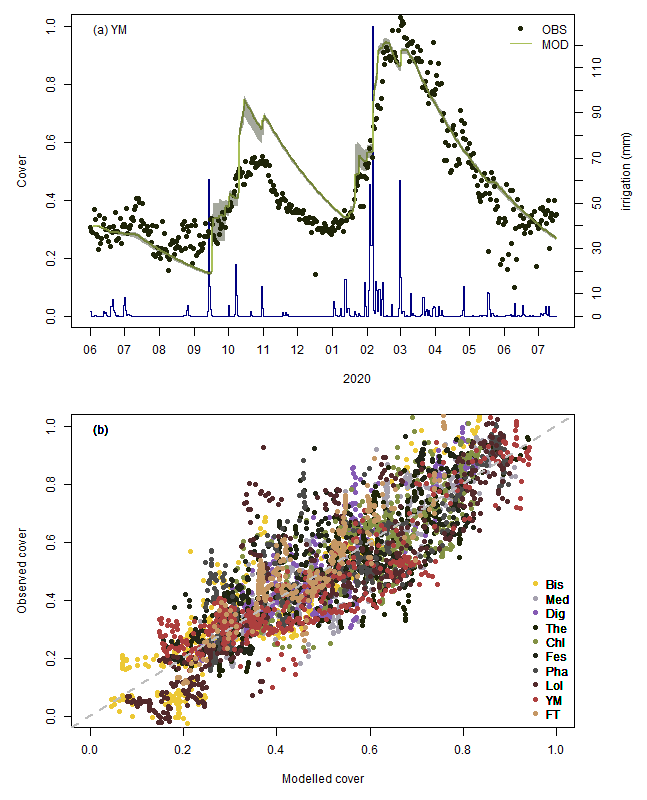 (a) YM
OBS
MOD
Cover
0.0
0.2
0.4
0.6
0.8
1.0
irrigation (mm)
0
10
30
50
70
90
110
06 07 08 09 10 11 12 01 02 03 04 05 06 07
2020
(b)
Observed cover
0.0
0.2
0.4
0.6
0.8
1.0
Bis
Med
Dig
The
Chl
Fes
Pha
Lol
YM
FT
0.0 0.2 0.4 0.6 0.8 1.0
Modelled cover